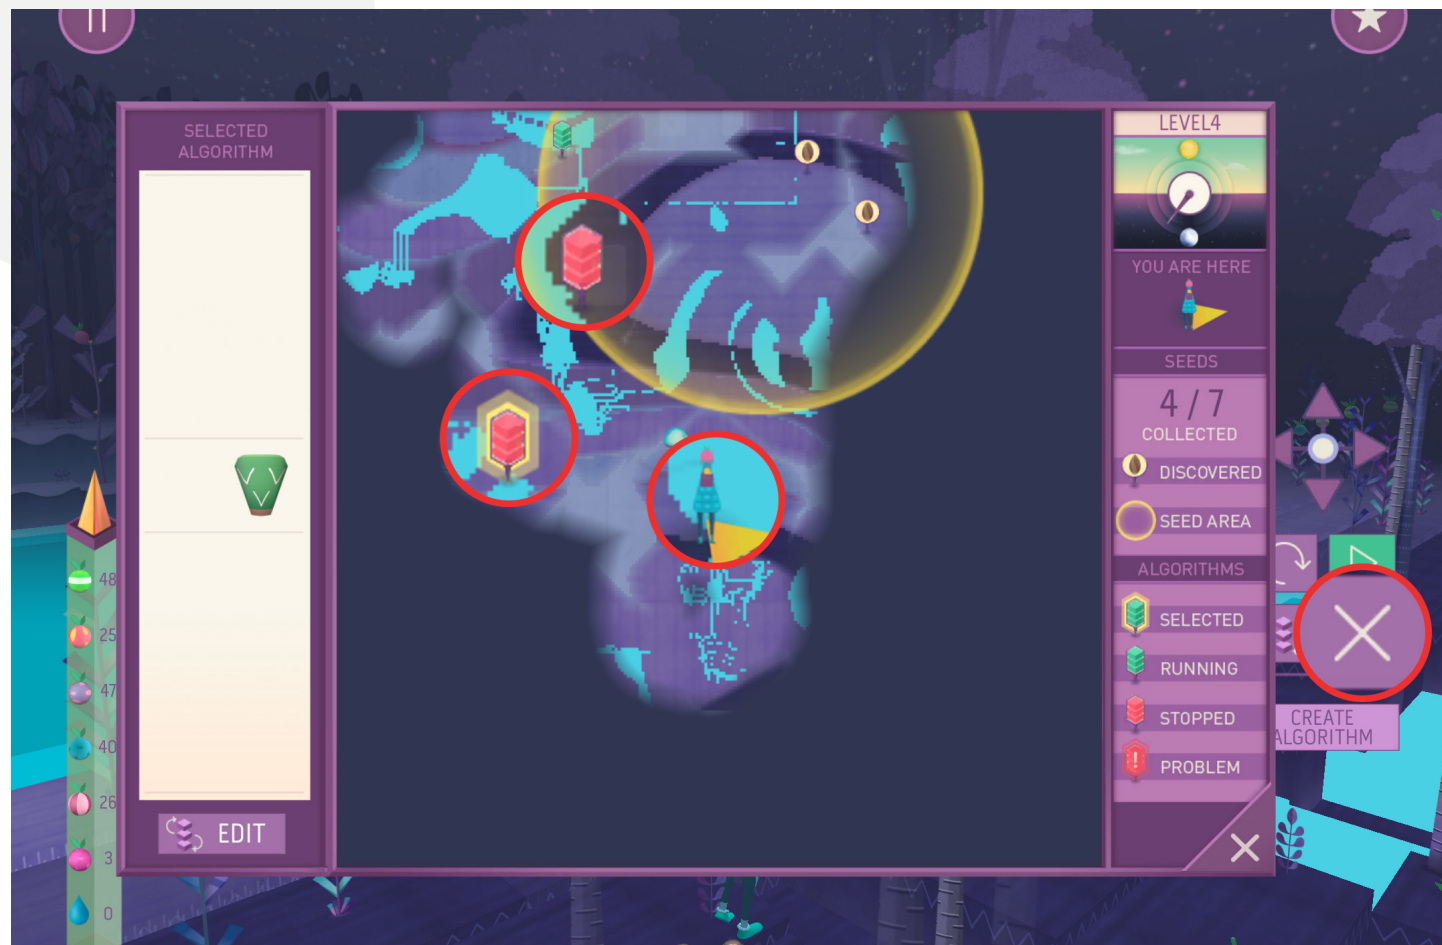 SELECTED
ALGORITHM
EDIT
LEVEL4
YOU ARE HERE
SEEDS
4 / 7
COLLECTED
DISCOVERED
SEED AREA
ALGORITHMS
SELECTED
RUNNING
STOPPED
PROBLEM
48
25
47
40
26
3
0
CREATE
ALGORITHM